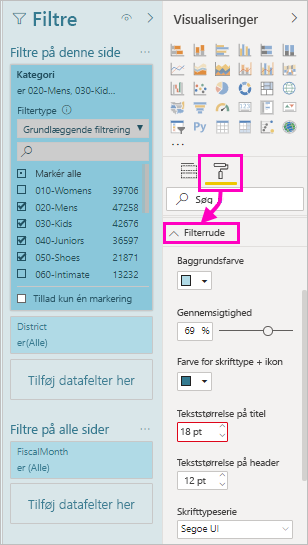 Filtre
Filtre på denne side
Kategori
er 020-Mens, 030-Kid...
Filtertype
Grundlæggende filtrering
Markér alle
010-Womens 39706
020-Mens 47258
030-Kids 42676
040-Juniors 36597
050-Shoes 21871
060-Intimate 13232
Tillad kun én markering
District
er(Alle)
Tilføj datafelter her
Filtre på alle sider
FiscalMonth
er (Alle)
Tilføj datafelter her
Visualiseringer
R
Py
Søg
Filterrude
Baggrundsfarve
Gennemsigtighed
69 %
Farve for skrifttype + ikon
Tekststørrelse på titel
18 pt
Tekststørrelse på header
12 pt
Skrifttypeserie
Segoe UI